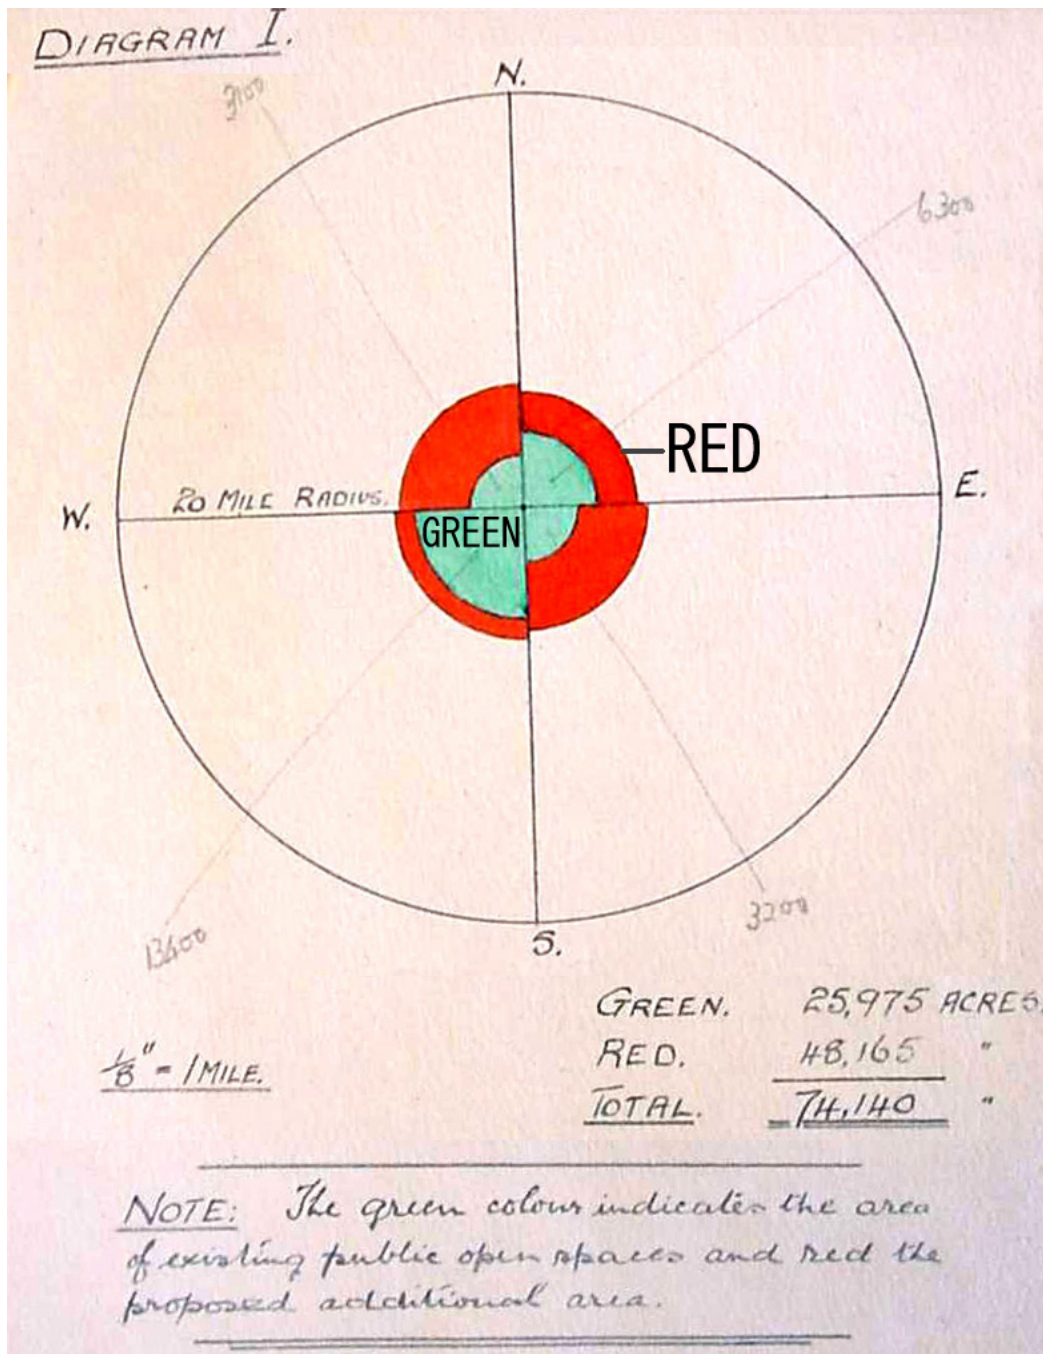 DIAGRAM I.
N.
3100
6300
RED
E.
20 MILE RADIUS.
W.
GREEN
3200
13600
S.
GREEN. 25,975 ACRES.
RED. 48,165 "
1/8" = 1 MILE.
TOTAL. 74,140 "
NOTE: The green colour indicates the area
of existing public open spaces and red the
proposed additional area.